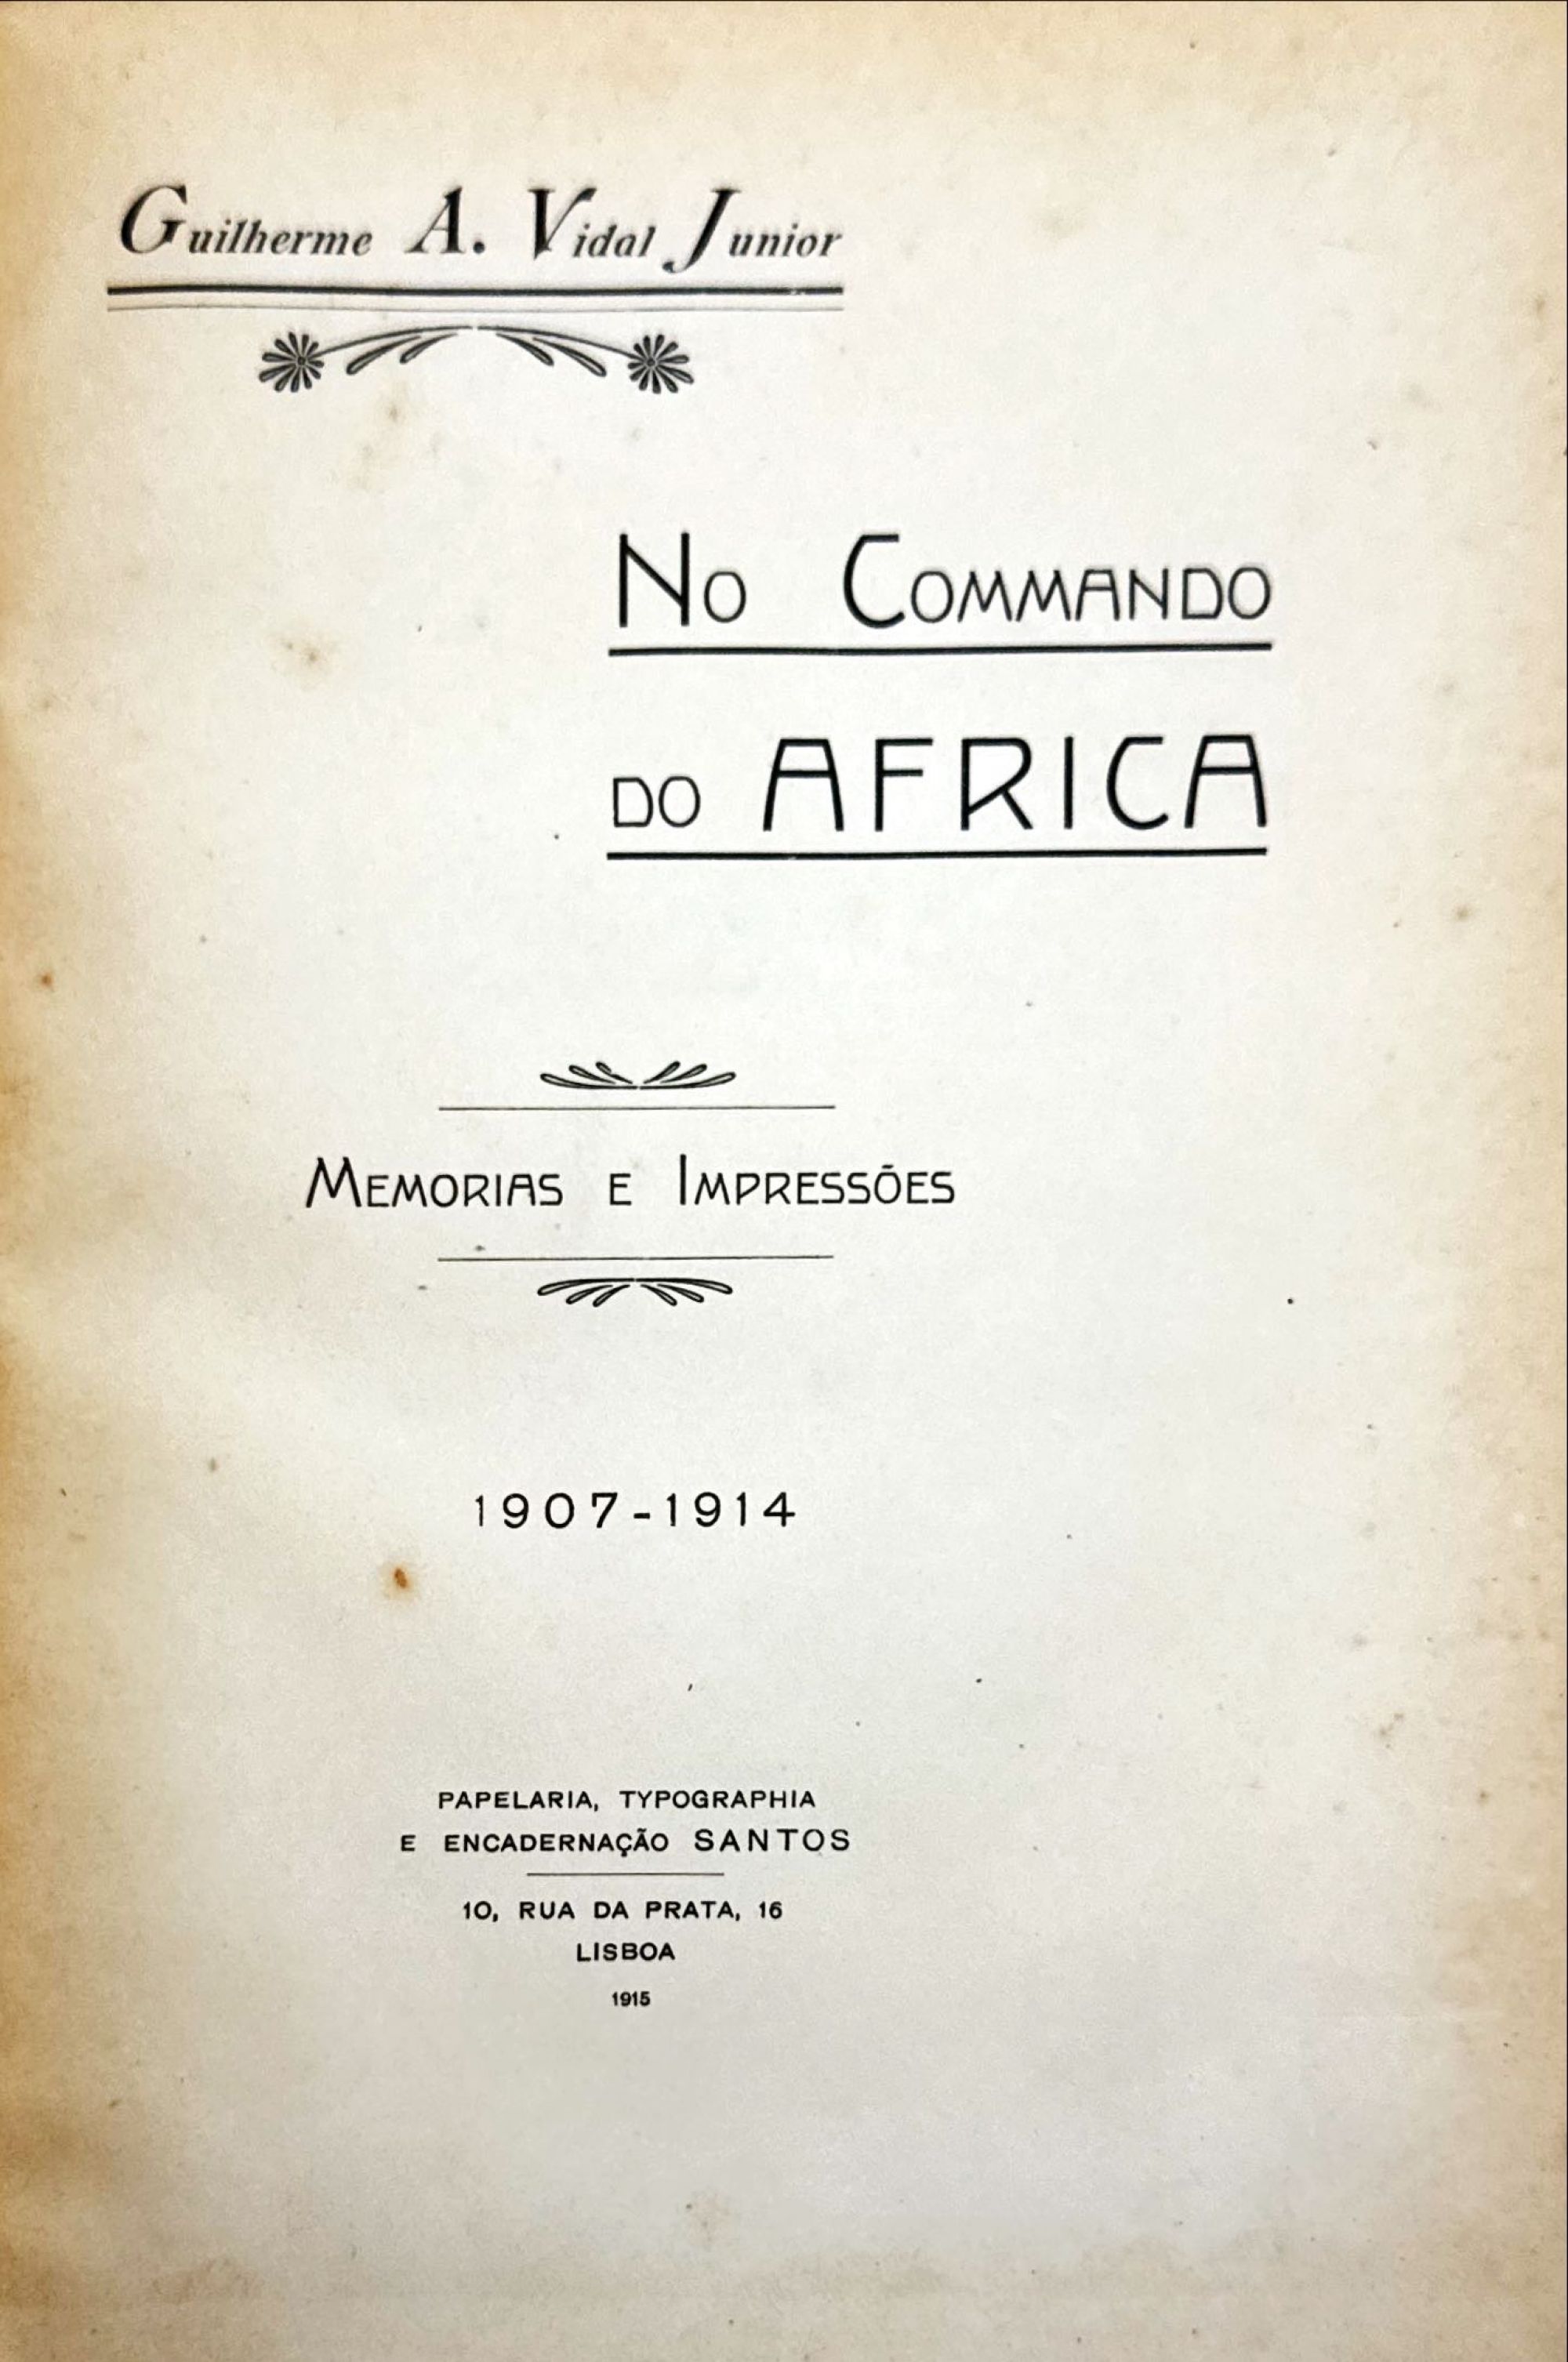 Guilherme A. Vidal Junior
No Commando
do AFRICA
Memorias e Impressões
1907-1914
PAPELARIA, TYPOGRAPHIA
E ENCADERNAÇÃO SANTOS
10, RUA DA PRATA, 16
LISBOA
1915